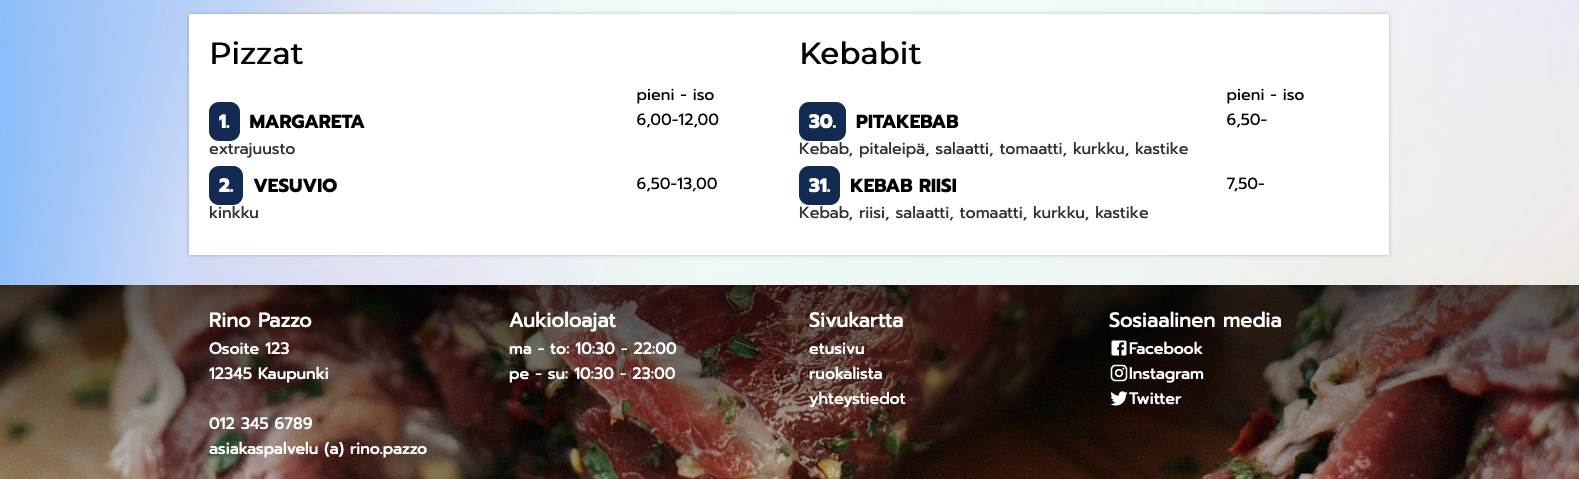 Pizzat
pieni - iso
1. MARGARETA 6,00-12,00
extrajuusto
2. VESUVIO 6,50-13,00
kinkku
Kebabit
pieni - iso
30. PITAKEBAB 6,50-
Kebab, pitaleipä, salaatti, tomaatti, kurkku, kastike
31. KEBAB RIISI 7,50-
Kebab, riisi, salaatti, tomaatti, kurkku, kastike
Rino Pazzo
Osoite 123
12345 Kaupunki
012 345 6789
asiakaspalvelu (a) rino.pazzo
Aukioloajat
ma - to: 10:30 - 22:00
pe - su: 10:30 - 23:00
Sivukartta
etusivu
ruokalista
yhteystiedot
Sosiaalinen media
Facebook
Instagram
Twitter